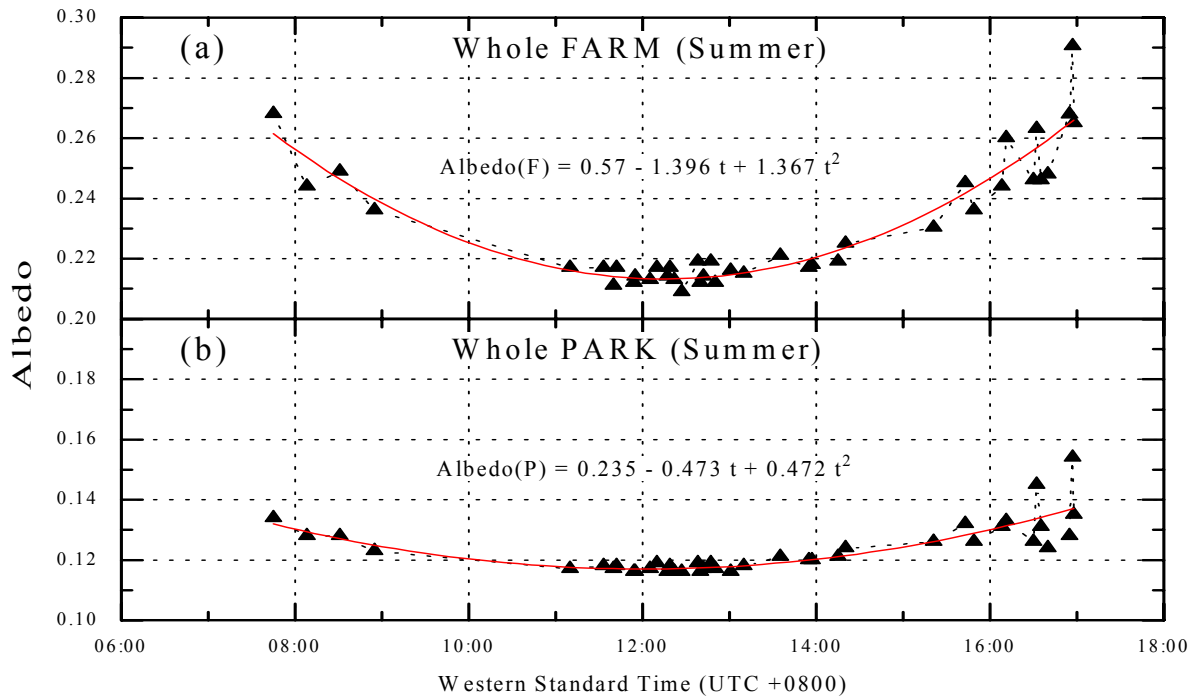 0.30
(a) Whole FARM (Summer)
0.28
0.26
Albedo(F) = 0.57 - 1.396 t + 1.367 t²
0.24
0.22
0.20
Albedo
(b) Whole PARK (Summer)
0.18
0.16
Albedo(P) = 0.235 - 0.473 t + 0.472 t²
0.14
0.12
0.10
06:00 08:00 10:00 12:00 14:00 16:00 18:00
Western Standard Time (UTC +0800)